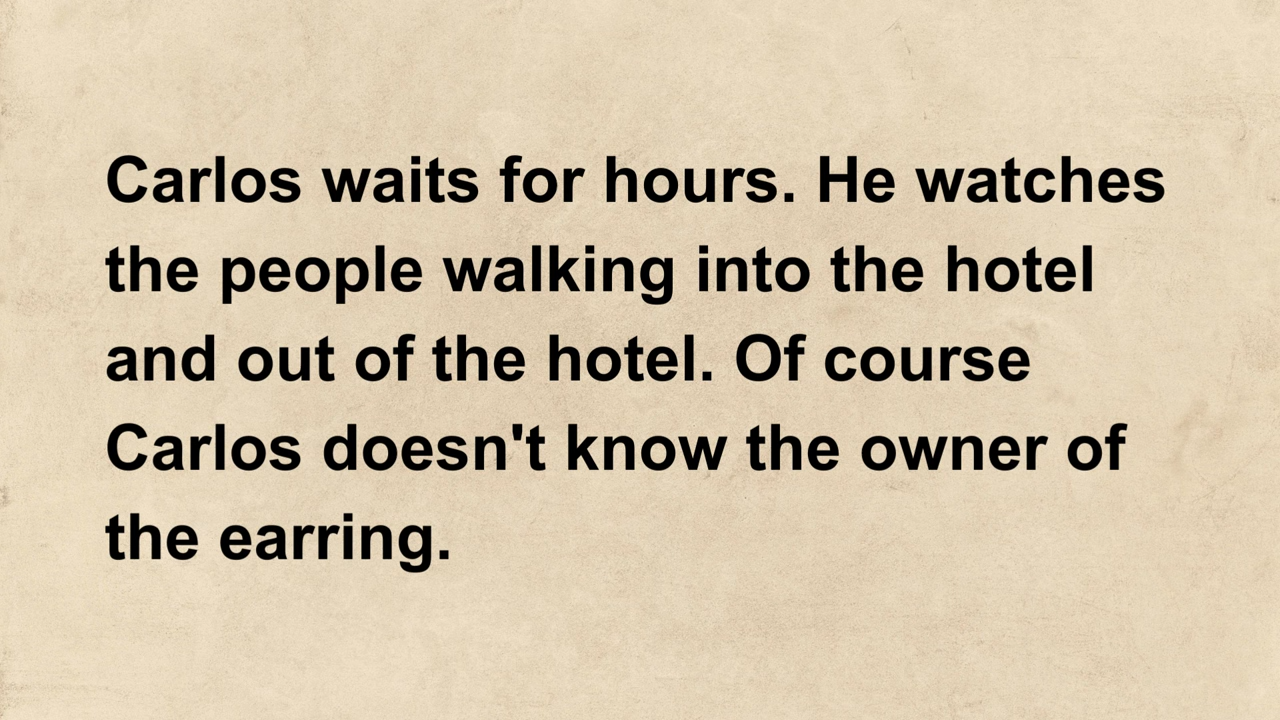 Carlos waits for hours. He watches
the people walking into the hotel
and out of the hotel. Of course
Carlos doesn't know the owner of
the earring.